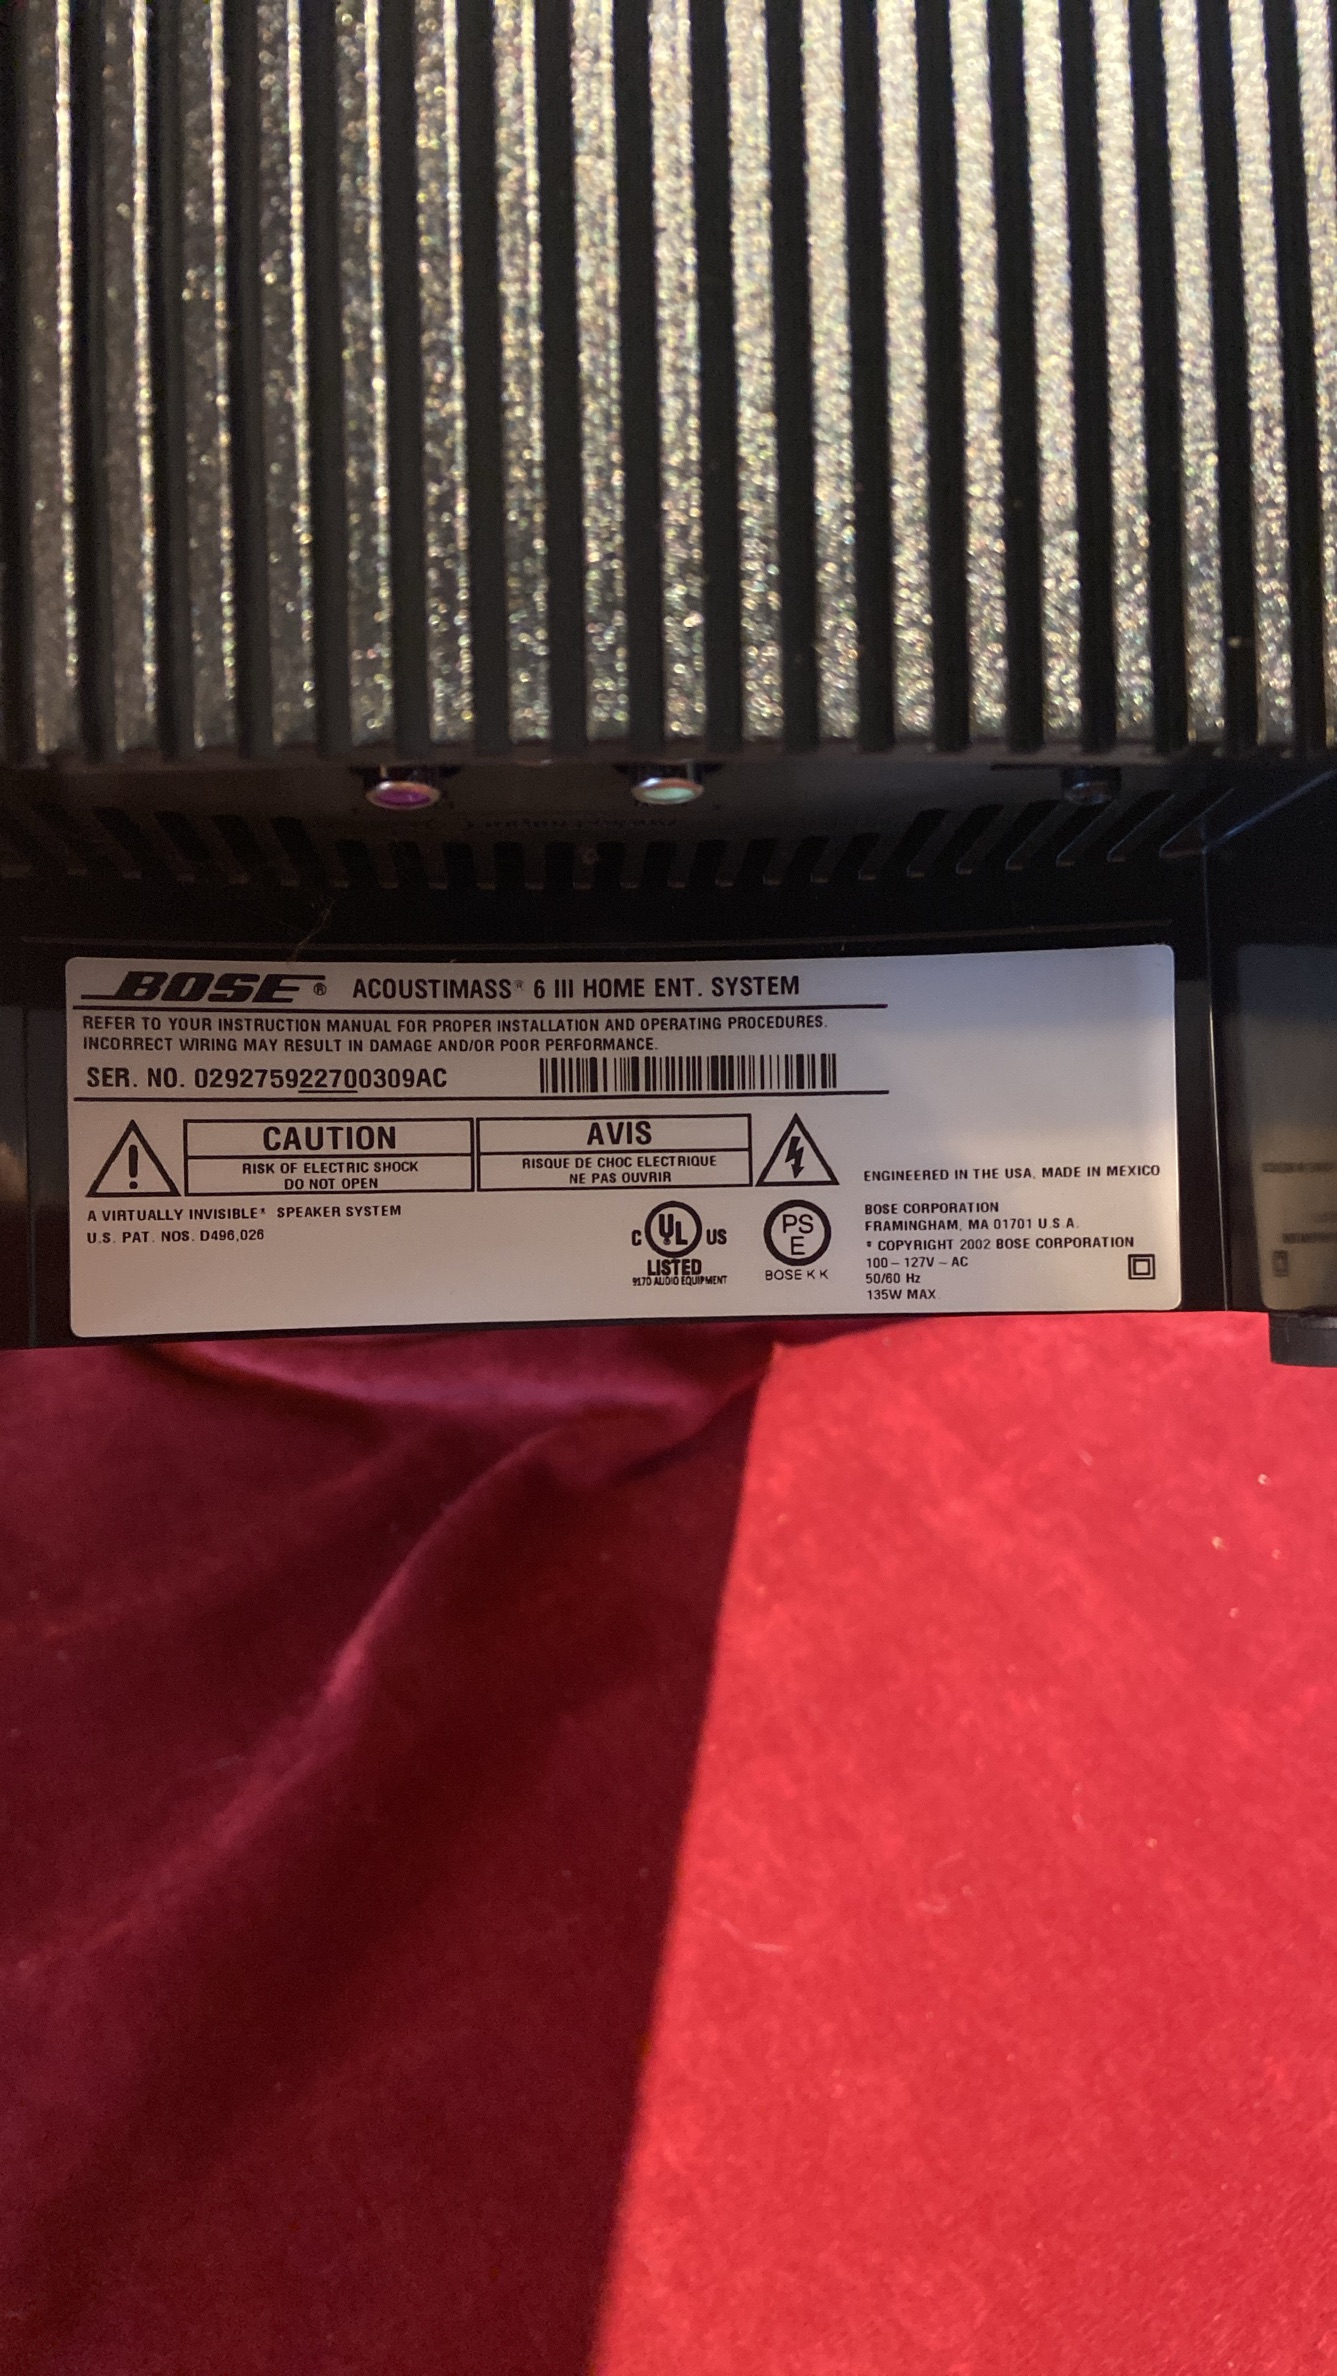 BOSE® ACOUSTIMASS® 6 III HOME ENT. SYSTEM
REFER TO YOUR INSTRUCTION MANUAL FOR PROPER INSTALLATION AND OPERATING PROCEDURES.
INCORRECT WIRING MAY RESULT IN DAMAGE AND/OR POOR PERFORMANCE.
SER. NO. 029275922700309AC
CAUTION
RISK OF ELECTRIC SHOCK
DO NOT OPEN
AVIS
RISQUE DE CHOC ELECTRIQUE
NE PAS OUVRIR
ENGINEERED IN THE USA, MADE IN MEXICO
A VIRTUALLY INVISIBLE® SPEAKER SYSTEM
U.S. PAT. NOS. D496,026
C UL US
LISTED
917D AUDIO EQUIPMENT
PS
E
BOSE K K
BOSE CORPORATION
FRAMINGHAM, MA 01701 U.S.A.
© COPYRIGHT 2002 BOSE CORPORATION
100 – 127V ~ AC
50/60 Hz
135W MAX.